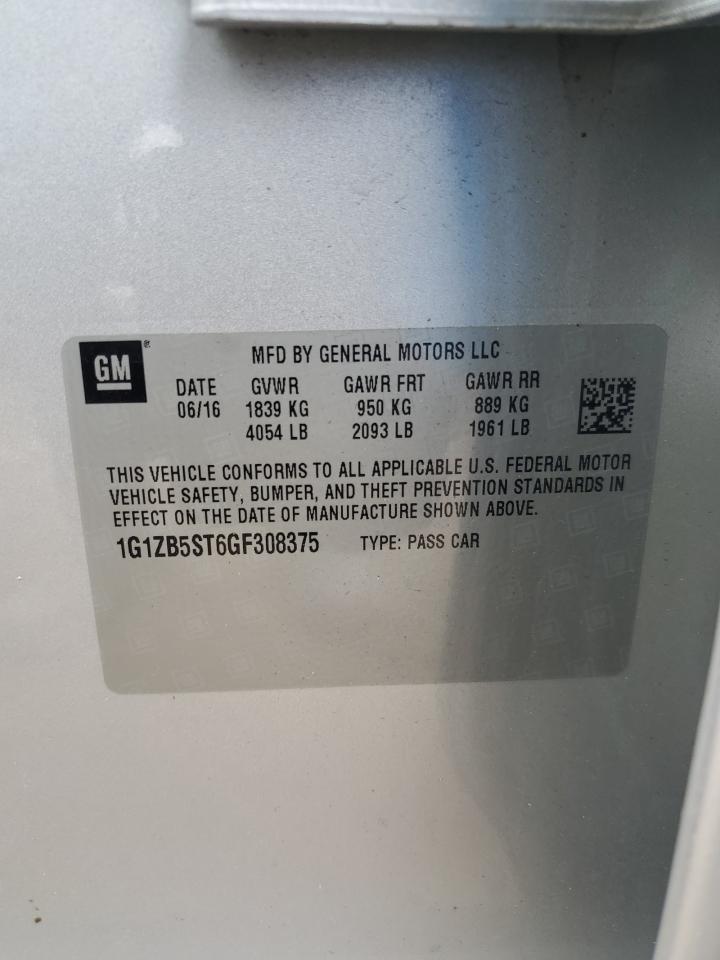 GM®
MFD BY GENERAL MOTORS LLC
DATE GVWR GAWR FRT GAWR RR
06/16 1839 KG 950 KG 889 KG
4054 LB 2093 LB 1961 LB
THIS VEHICLE CONFORMS TO ALL APPLICABLE U.S. FEDERAL MOTOR
VEHICLE SAFETY, BUMPER, AND THEFT PREVENTION STANDARDS IN
EFFECT ON THE DATE OF MANUFACTURE SHOWN ABOVE.
1G1ZB5ST6GF308375 TYPE: PASS CAR